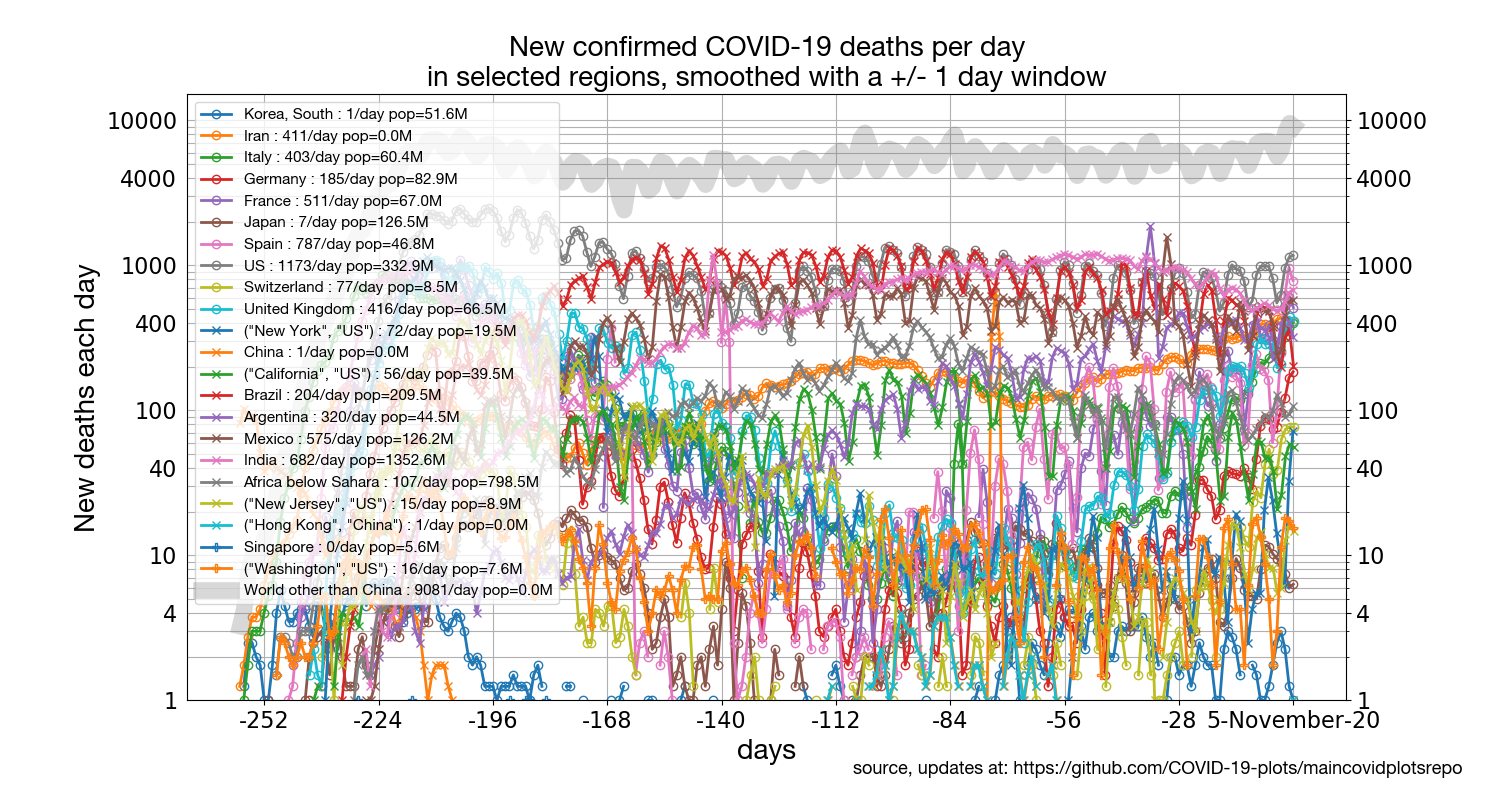 New confirmed COVID-19 deaths per day
in selected regions, smoothed with a +/- 1 day window
New deaths each day
10000
4000
1000
400
100
40
10
4
1
Korea, South : 1/day pop=51.6M
Iran : 411/day pop=0.0M
Italy : 403/day pop=60.4M
Germany : 185/day pop=82.9M
France : 511/day pop=67.0M
Japan : 7/day pop=126.5M
Spain : 787/day pop=46.8M
US : 1173/day pop=332.9M
Switzerland : 77/day pop=8.5M
United Kingdom : 416/day pop=66.5M
("New York", "US") : 72/day pop=19.5M
China : 1/day pop=0.0M
("California", "US") : 56/day pop=39.5M
Brazil : 204/day pop=209.5M
Argentina : 320/day pop=44.5M
Mexico : 575/day pop=126.2M
India : 682/day pop=1352.6M
Africa below Sahara : 107/day pop=798.5M
("New Jersey", "US") : 15/day pop=8.9M
("Hong Kong", "China") : 1/day pop=0.0M
Singapore : 0/day pop=5.6M
("Washington", "US") : 16/day pop=7.6M
World other than China : 9081/day pop=0.0M
10000
4000
1000
400
100
40
10
4
1
-252 -224 -196 -168 -140 -112 -84 -56 -28 5-November-20
days
source, updates at: https://github.com/COVID-19-plots/maincovidplotsrepo